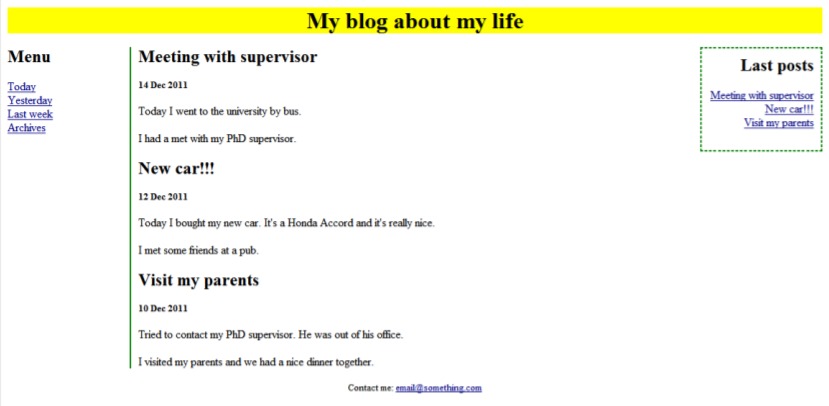 My blog about my life
Menu
Today
Yesterday
Last week
Archives
Meeting with supervisor
14 Dec 2011
Today I went to the university by bus.
I had a met with my PhD supervisor.
New car!!!
12 Dec 2011
Today I bought my new car. It's a Honda Accord and it's really nice.
I met some friends at a pub.
Visit my parents
10 Dec 2011
Tried to contact my PhD supervisor. He was out of his office.
I visited my parents and we had a nice dinner together.
Last posts
Meeting with supervisor
New car!!!
Visit my parents
Contact me: email@something.com